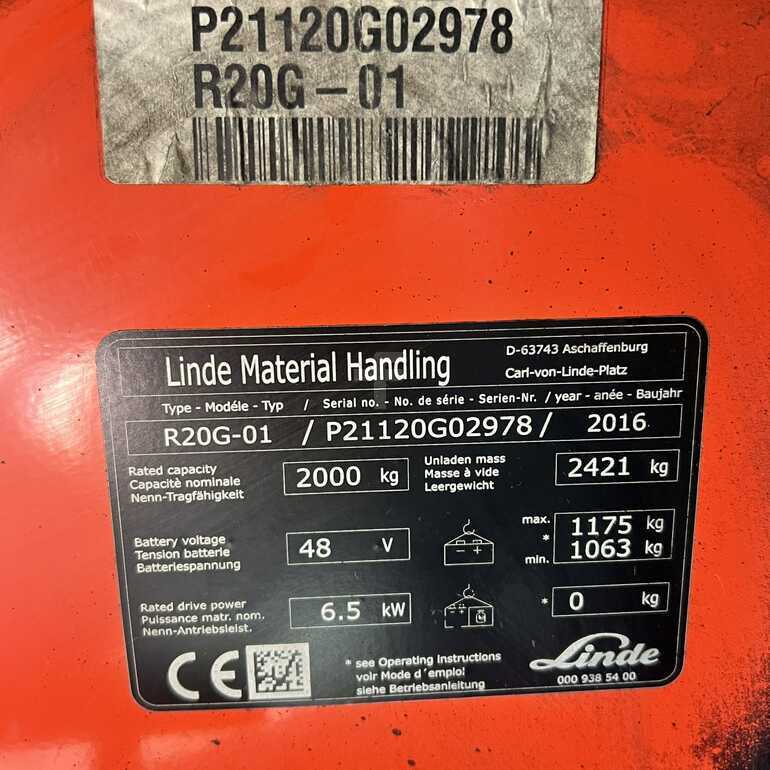 P21120G02978
R20G-01
Linde Material Handling
D-63743 Aschaffenburg
Carl-von-Linde-Platz
Type - Modéle - Typ / Serial no. - No. de série - Serien-Nr. / year - anée - Baujahr
R20G-01 / P21120G02978 / 2016
Rated capacity
Capacité nominale
Nenn-Tragfähigkeit
2000 kg
Unladen mass
Masse à vide
Leergewicht
2421 kg
Battery voltage
Tension batterie
Batteriespannung
48 V
max. 1175 kg
*
min. 1063 kg
Rated drive power
Puissance matr. nom.
Nenn-Antriebsleist.
6.5 kW
* 0 kg
CE
* see Operating instructions
voir Mode d´emploi
siehe Betriebsanleitung
Linde
000 938 54 00